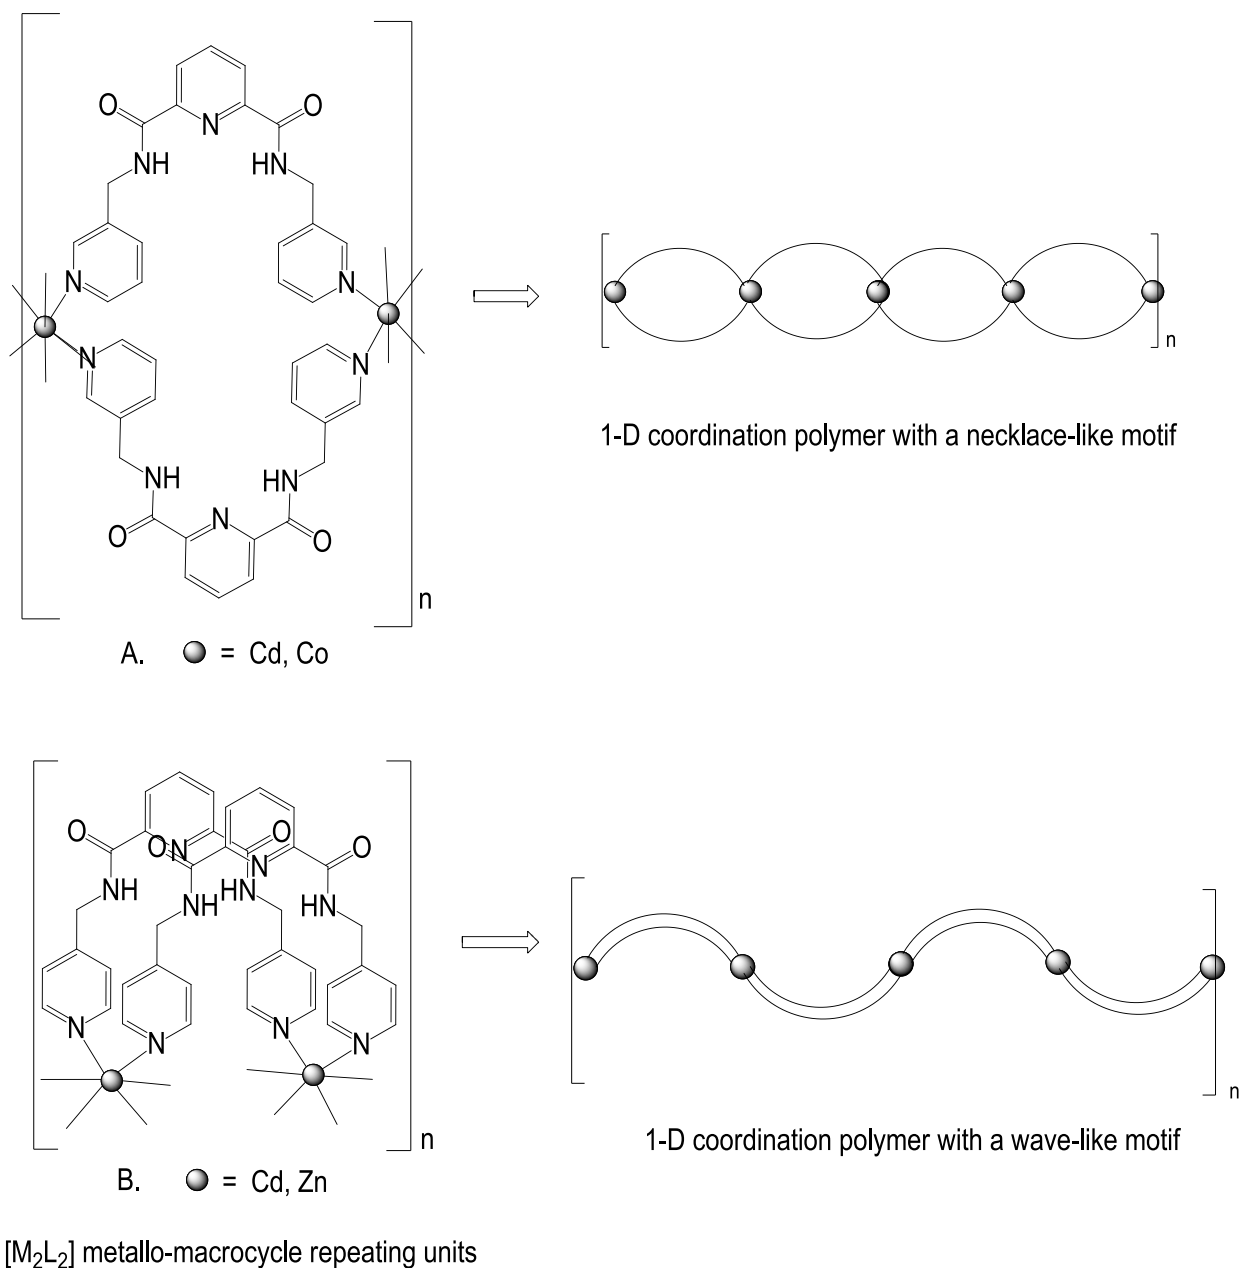 O N O
NH HN
N N
N N
NH HN
O N O
n
A. = Cd, Co
n
1-D coordination polymer with a necklace-like motif
O O N O N O
NH NH HN HN
N N N N
n
B. = Cd, Zn
n
1-D coordination polymer with a wave-like motif
[M₂L₂] metallo-macrocycle repeating units